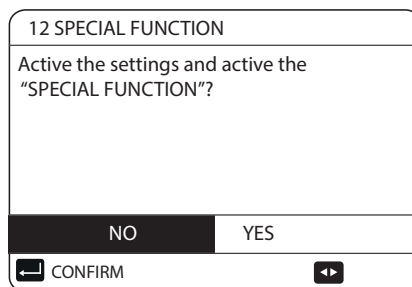 12 SPECIAL FUNCTION
Active the settings and active the
“SPECIAL FUNCTION”?
NO YES
CONFIRM